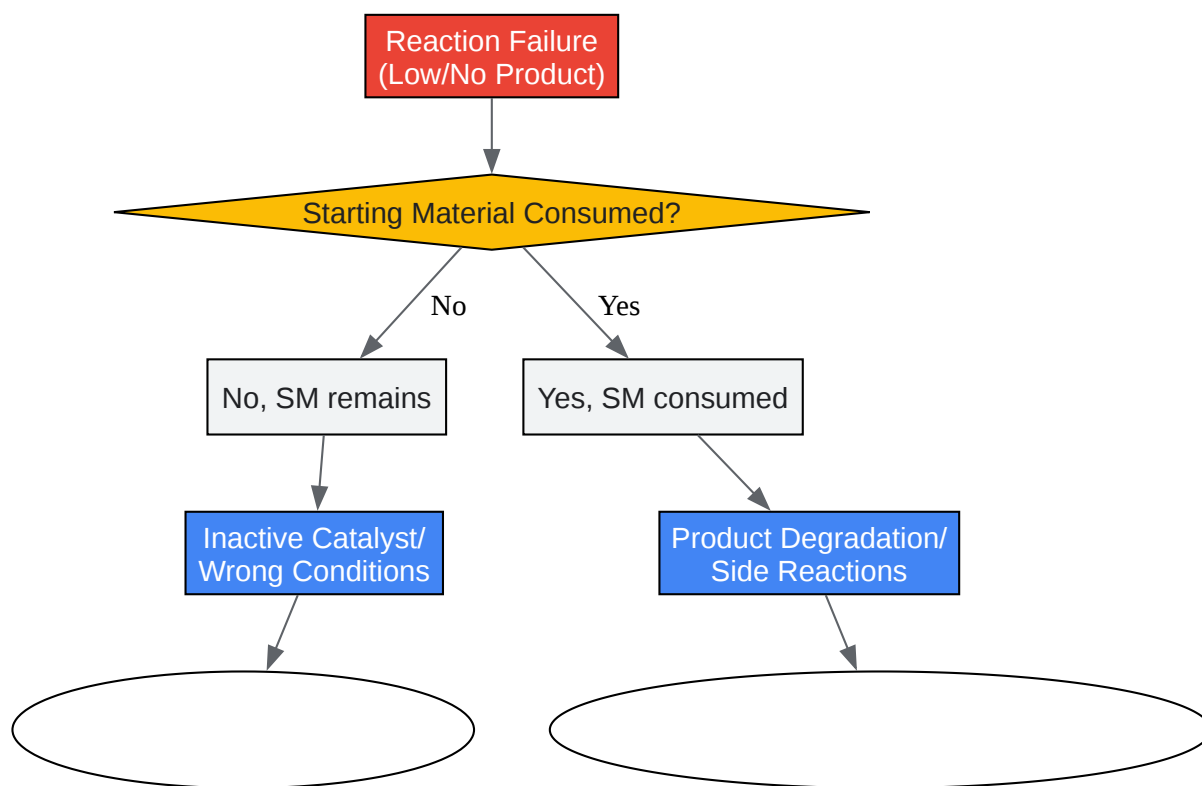 Reaction Failure
(Low/No Product)
Starting Material Consumed?
No
Yes
No, SM remains
Yes, SM consumed
Inactive Catalyst/
Wrong Conditions
Product Degradation/
Side Reactions